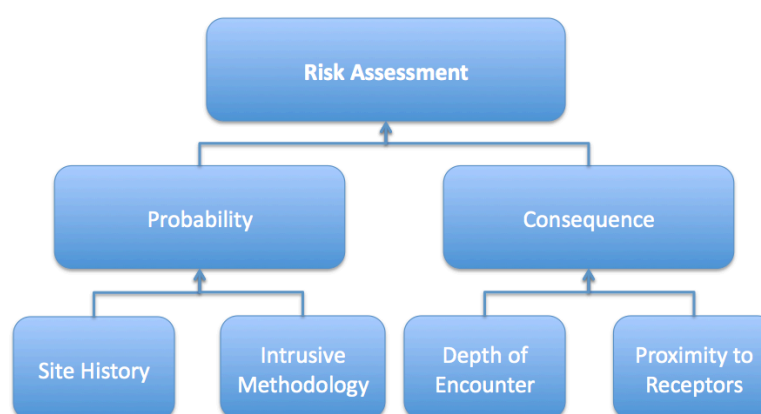 Risk Assessment
Probability
Consequence
Site History
Intrusive
Methodology
Depth of
Encounter
Proximity to
Receptors